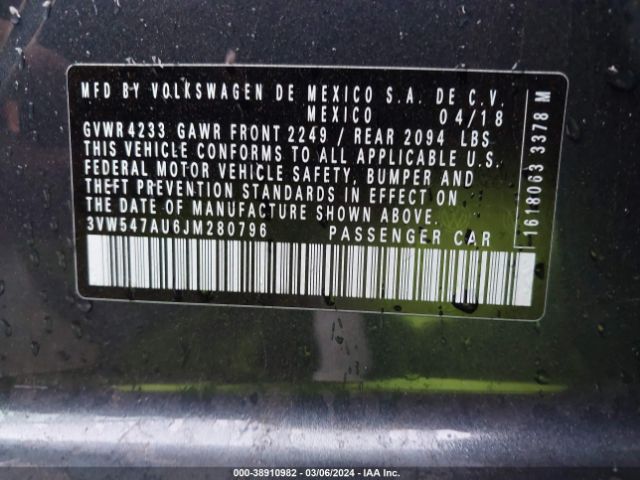 MFD BY VOLKSWAGEN DE MEXICO S.A. DE C.V.
MEXICO 04/18
GVWR 4233 GAWR FRONT 2249 / REAR 2094 LBS
THIS VEHICLE CONFORMS TO ALL APPLICABLE U.S.
FEDERAL MOTOR VEHICLE SAFETY, BUMPER AND
THEFT PREVENTION STANDARDS IN EFFECT ON
THE DATE OF MANUFACTURE SHOWN ABOVE.
3VW547AU6JM280796 PASSENGER CAR
1618063 3378 M
000-38910982 / 03/06/2024 / IAA Inc.